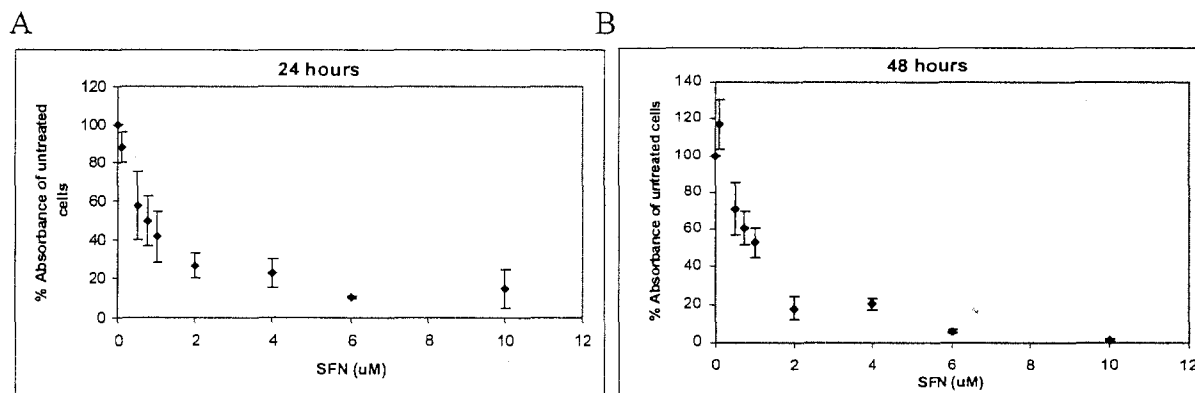 A
24 hours
% Absorbance of untreated
cells
120
100
80
60
40
20
0
0 2 4 6 8 10 12
SFN (uM)
B
48 hours
% Absorbance of untreated cells
140
120
100
80
60
40
20
0
0 2 4 6 8 10 12
SFN (uM)